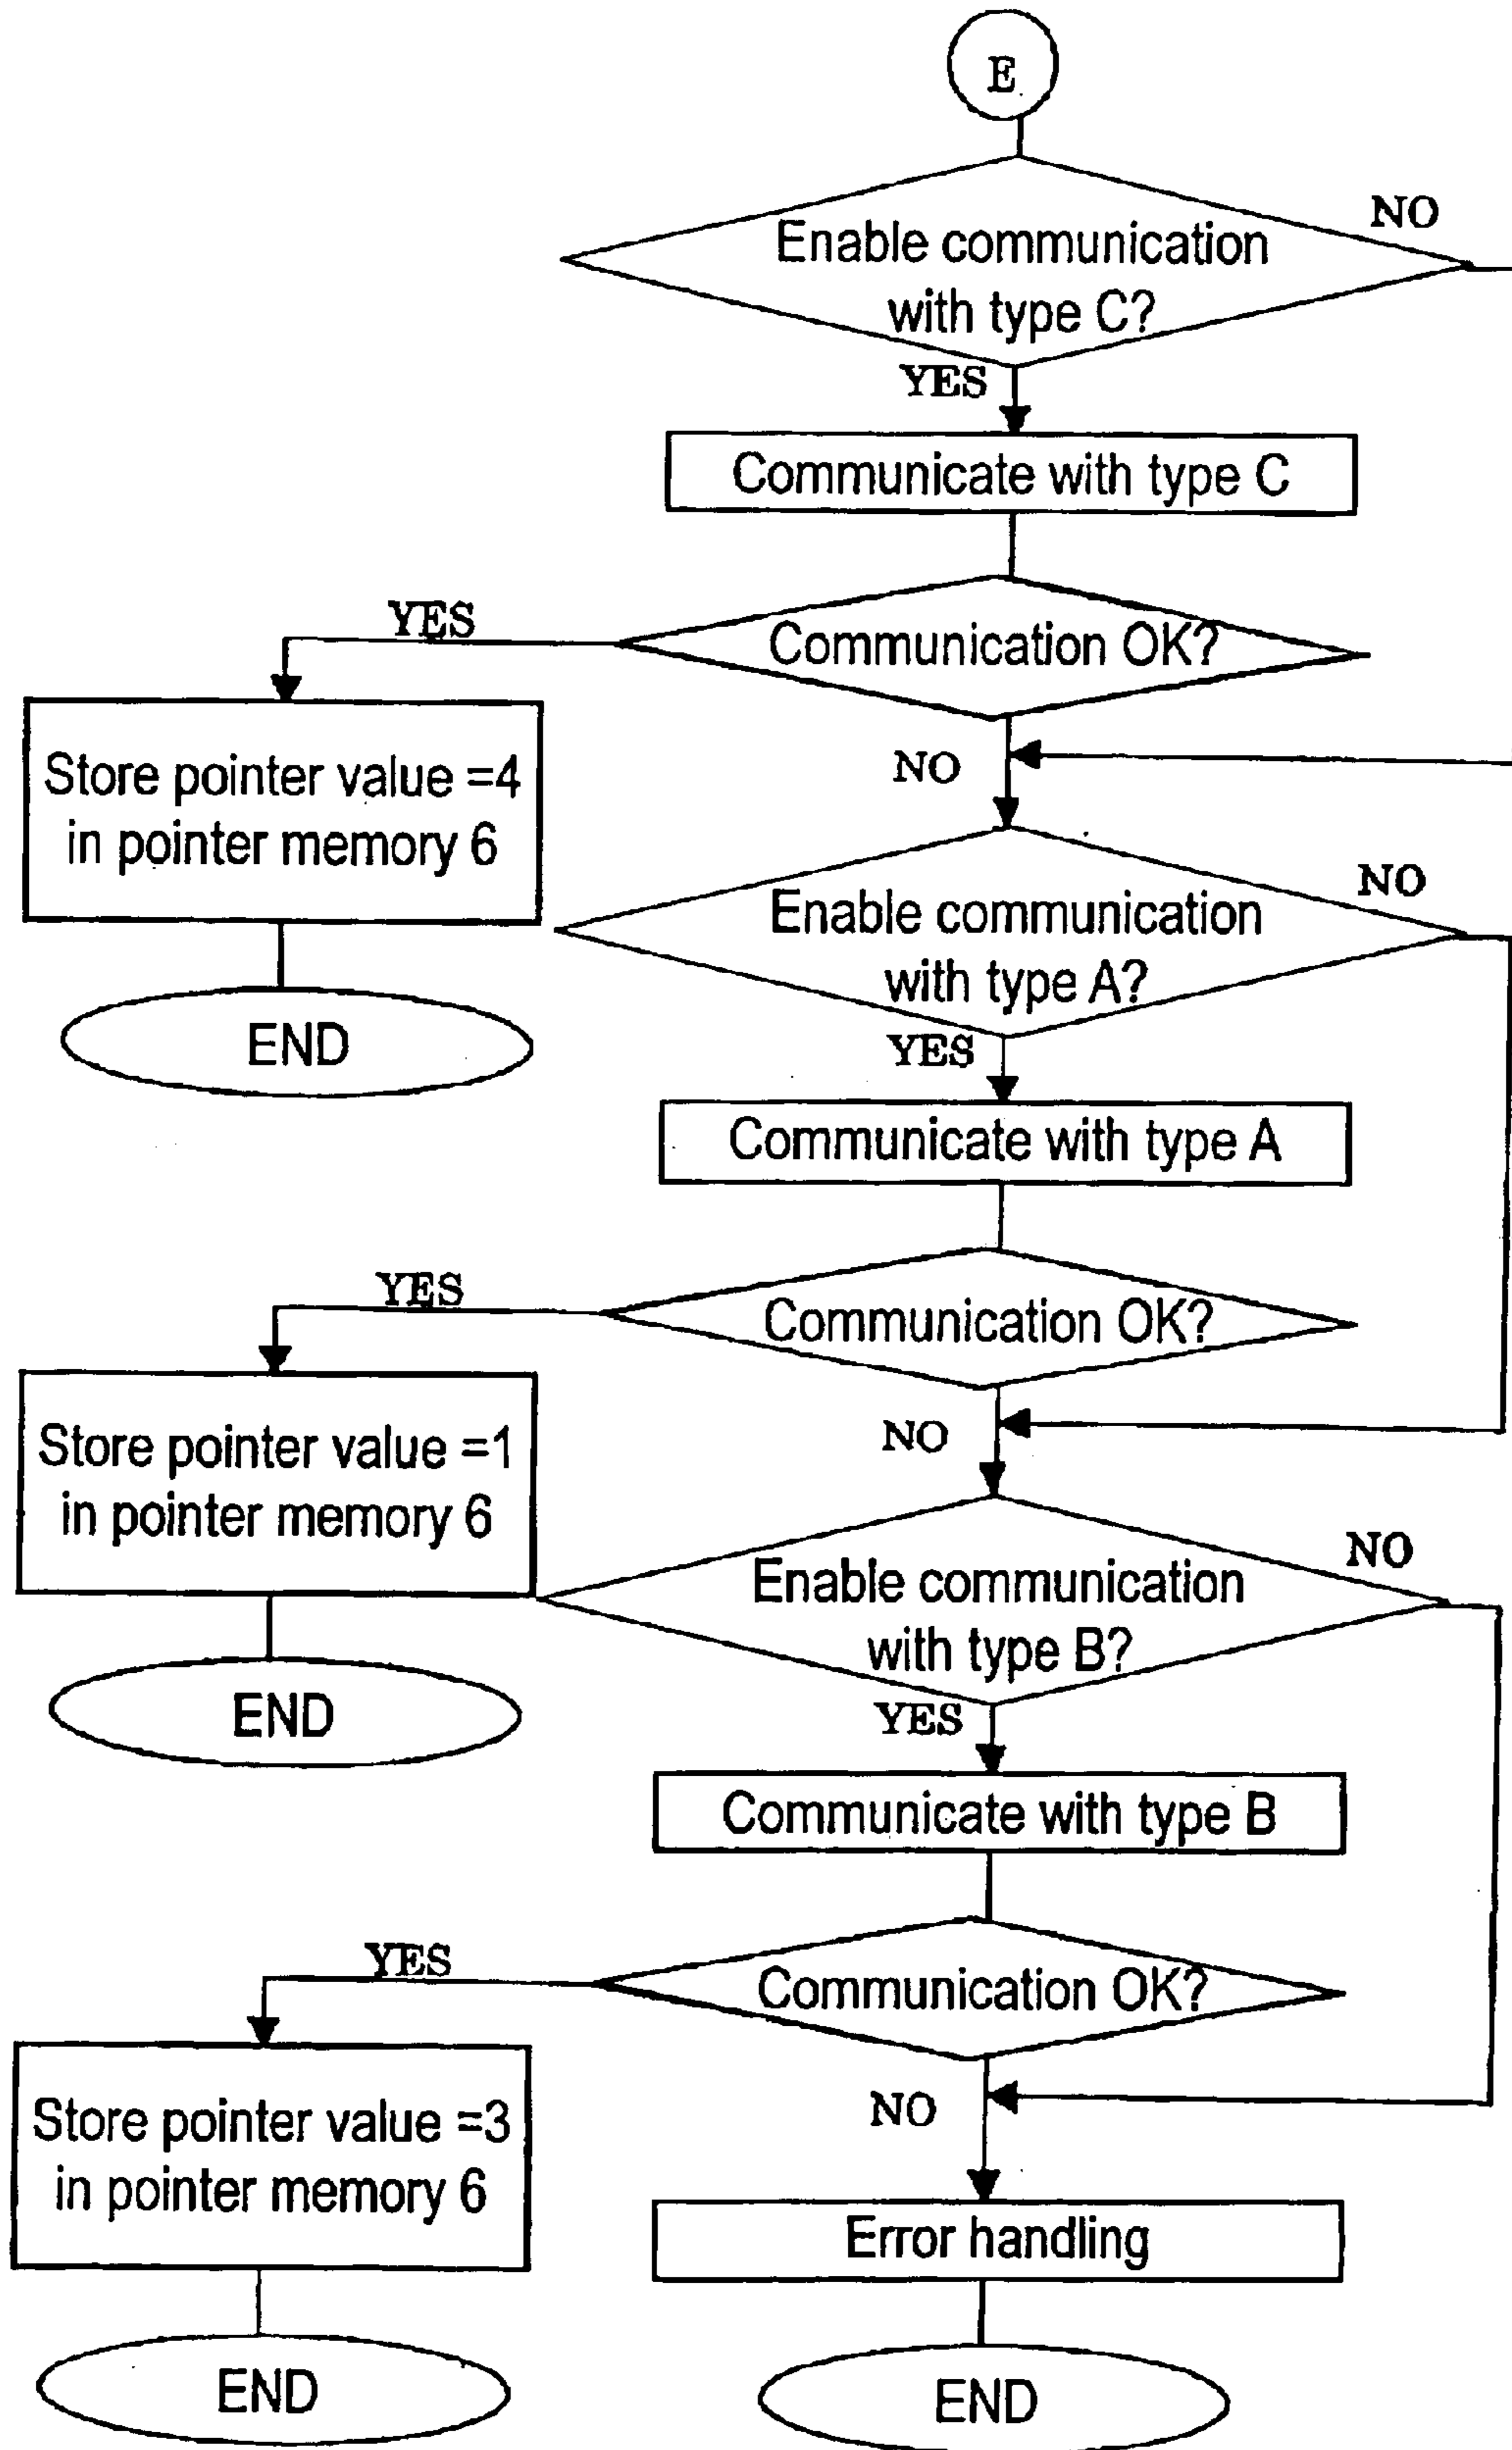 E
Enable communication
with type C?
NO
YES
Communicate with type C
Communication OK?
YES
NO
Store pointer value =4
in pointer memory 6
END
Enable communication
with type A?
NO
YES
Communicate with type A
Communication OK?
YES
NO
Store pointer value =1
in pointer memory 6
END
Enable communication
with type B?
NO
YES
Communicate with type B
Communication OK?
YES
NO
Store pointer value =3
in pointer memory 6
END
Error handling
END